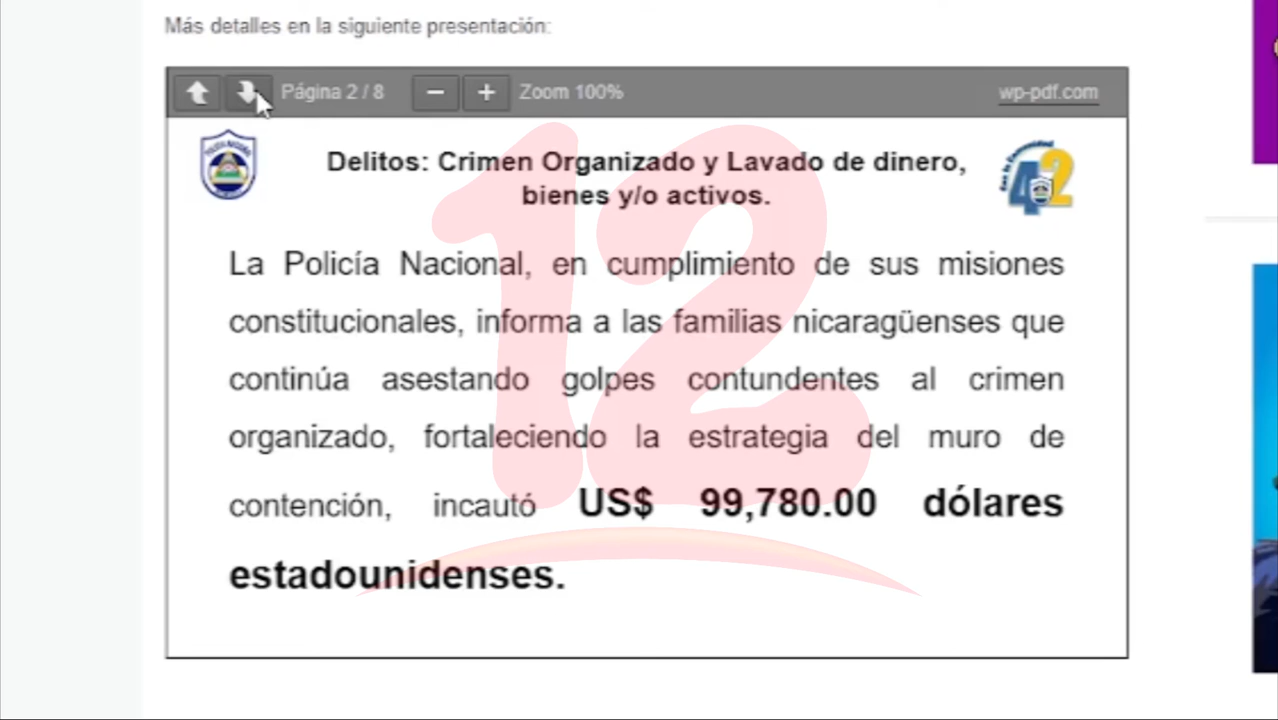 Más detalles en la siguiente presentación:
Página 2 / 8
Zoom 100%
wp-pdf.com
Delitos: Crimen Organizado y Lavado de dinero,
bienes y/o activos.
42
La Policía Nacional, en cumplimiento de sus misiones
constitucionales, informa a las familias nicaragüenses que
continúa asestando golpes contundentes al crimen
organizado, fortaleciendo la estrategia del muro de
contención, incautó US$ 99,780.00 dólares
estadounidenses.
12